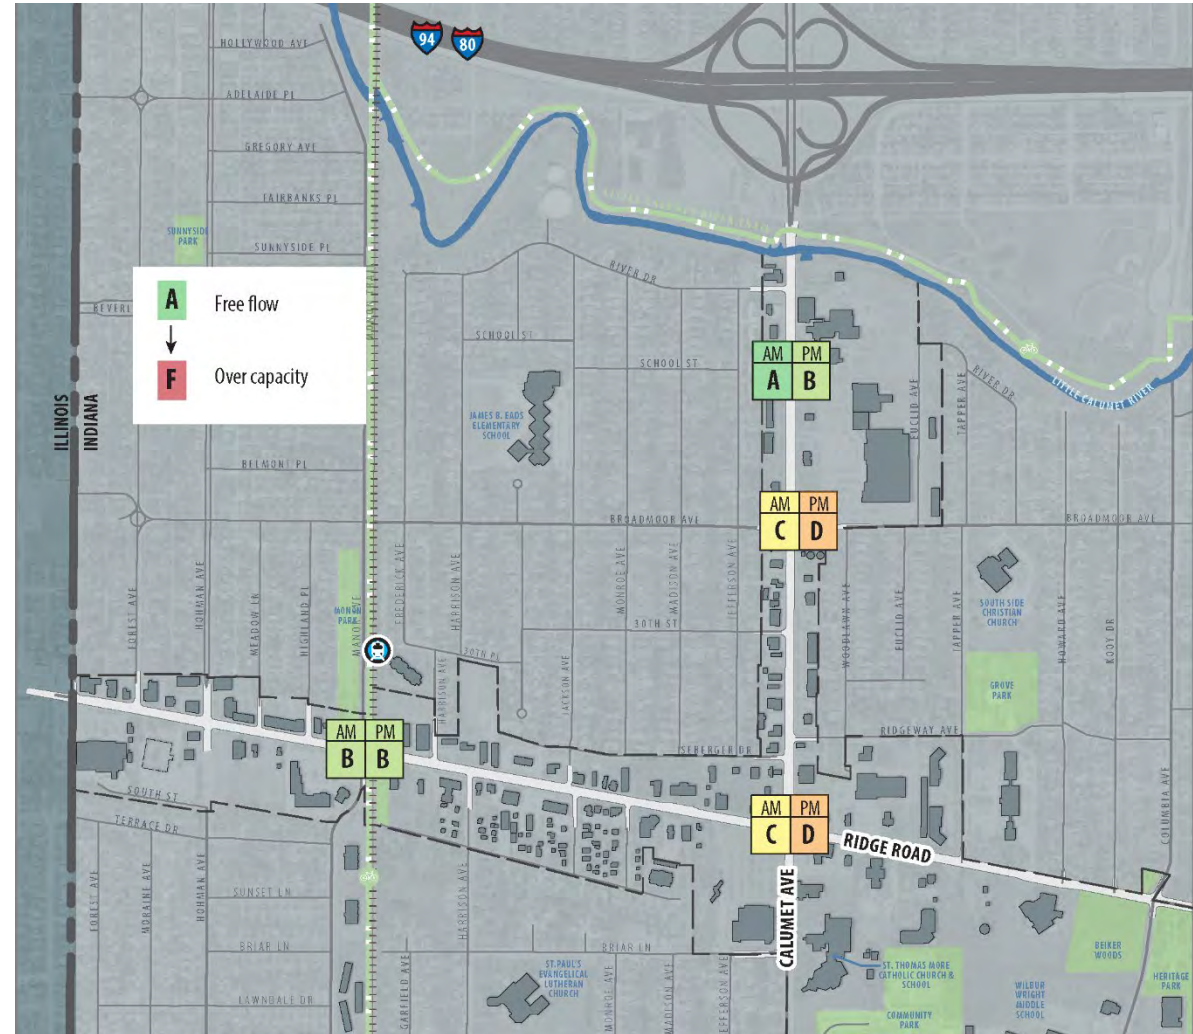 HOLLYWOOD AVE
94
80
ADELAIDE PL
GREGORY AVE
FAIRBANKS PL
SUNNYSIDE
PARK
SUNNYSIDE PL
RIVER DR
BEVERL
A
Free flow
F
Over capacity
SCHOOL ST
SCHOOL ST
AM PM
A B
RIVER DR
LITTLE CALUMET RIVER
EUCLID AVE
TAPPER AVE
ILLINOIS
INDIANA
JAMES B. EADS
ELEMENTARY
SCHOOL
BELMONT PL
AM PM
C D
BROADMOOR AVE
BROADMOOR AVE
FOREST AVE
HOHMAN AVE
MEADOW LN
HIGHLAND PL
MANOR AVE
MONON
PARK
FREDERICK AVE
HARRISON AVE
MONROE AVE
MADISON AVE
JEFFERSON AVE
WOODLAWN AVE
EUCLID AVE
TAPPER AVE
SOUTH SIDE
CHRISTIAN
CHURCH
HOWARD AVE
KOOY DR
30TH ST
30TH PL
HARRISON AVE
JACKSON AVE
GROVE
PARK
RIDGEWAY AVE
SEBERGER DR
AM PM
B B
AM PM
C D
RIDGE ROAD
COLUMBIA AVE
SOUTH ST
TERRACE DR
FOREST AVE
MORAINE AVE
HOHMAN AVE
SUNSET LN
HARRISON AVE
CALUMET AVE
BRIAR LN
BRIAR LN
LAWNDALE DR
GARFIELD AVE
ST. PAUL'S
EVANGELICAL
LUTHERAN
CHURCH
MONROE AVE
MADISON AVE
JEFFERSON AVE
ST. THOMAS MORE
CATHOLIC CHURCH &
SCHOOL
COMMUNITY
PARK
WILBUR
WRIGHT
MIDDLE
SCHOOL
BEIKER
WOODS
HERITAGE
PARK